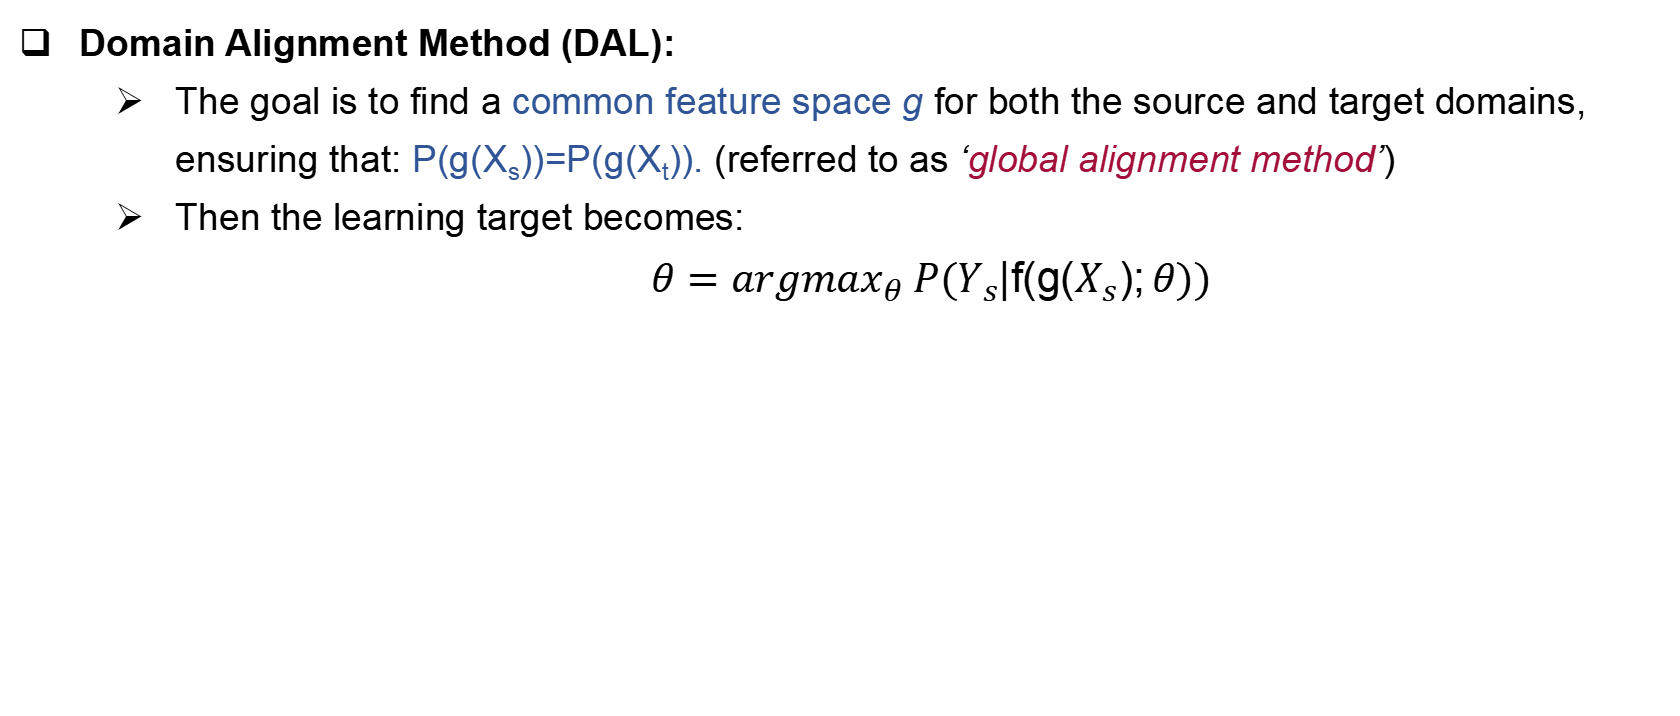 ❑ Domain Alignment Method (DAL):
➢ The goal is to find a common feature space g for both the source and target domains,
ensuring that: P(g(Xₛ))=P(g(Xₜ)). (referred to as ‘global alignment method’)
➢ Then the learning target becomes:
θ = argmax_θ P(Yₛ|f(g(Xₛ); θ))